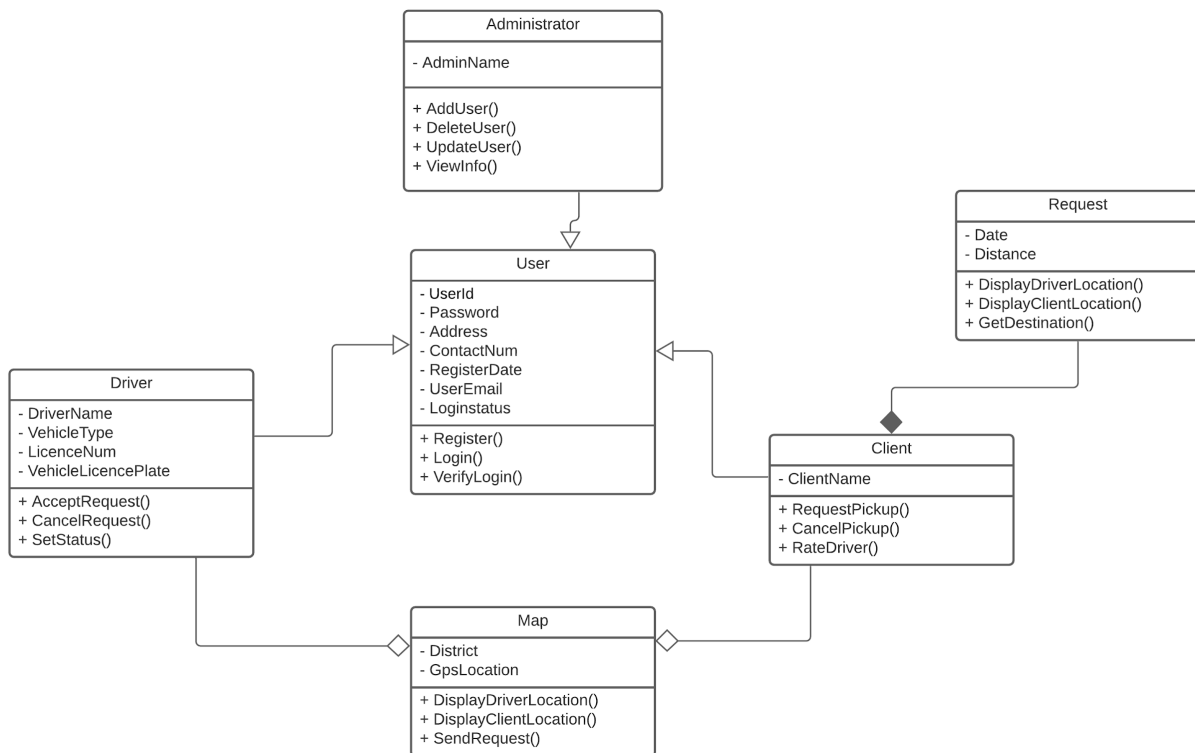 Administrator
- AdminName
+ AddUser()
+ DeleteUser()
+ UpdateUser()
+ ViewInfo()
Request
- Date
- Distance
+ DisplayDriverLocation()
+ DisplayClientLocation()
+ GetDestination()
User
- UserId
- Password
- Address
- ContactNum
- RegisterDate
- UserEmail
- Loginstatus
+ Register()
+ Login()
+ VerifyLogin()
Driver
- DriverName
- VehicleType
- LicenceNum
- VehicleLicencePlate
+ AcceptRequest()
+ CancelRequest()
+ SetStatus()
Client
- ClientName
+ RequestPickup()
+ CancelPickup()
+ RateDriver()
Map
- District
- GpsLocation
+ DisplayDriverLocation()
+ DisplayClientLocation()
+ SendRequest()